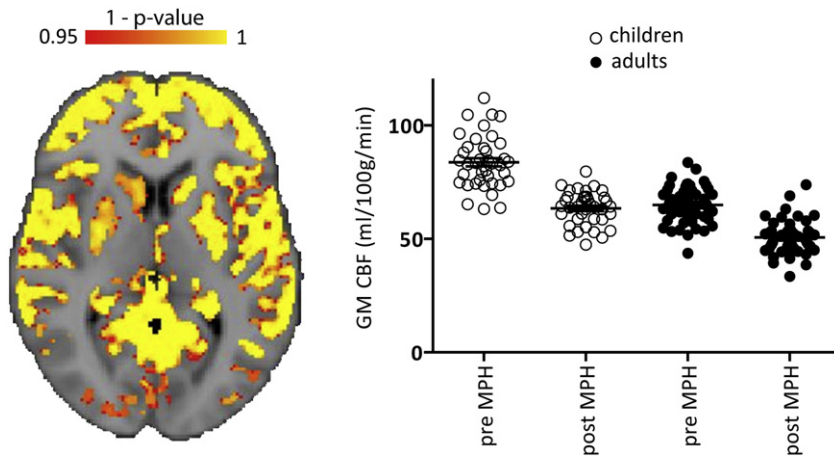 1 - p-value
0.95
1
children
adults
GM CBF (ml/100g/min)
100
50
0
pre MPH
post MPH
pre MPH
post MPH